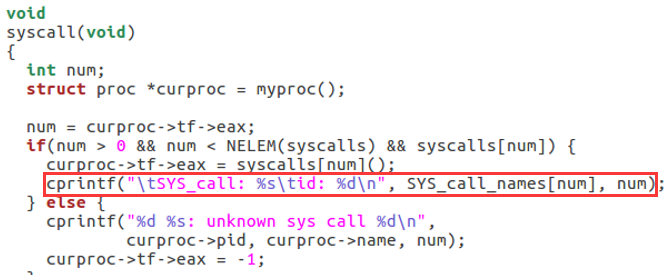 void
syscall(void)
{
  int num;
  struct proc *curproc = myproc();

  num = curproc->tf->eax;
  if(num > 0 && num < NELEM(syscalls) && syscalls[num]) {
    curproc->tf->eax = syscalls[num]();
    cprintf("\tSYS_call: %s\tid: %d\n", SYS_call_names[num], num);
  } else {
    cprintf("%d %s: unknown sys call %d\n",
            curproc->pid, curproc->name, num);
    curproc->tf->eax = -1;
  }